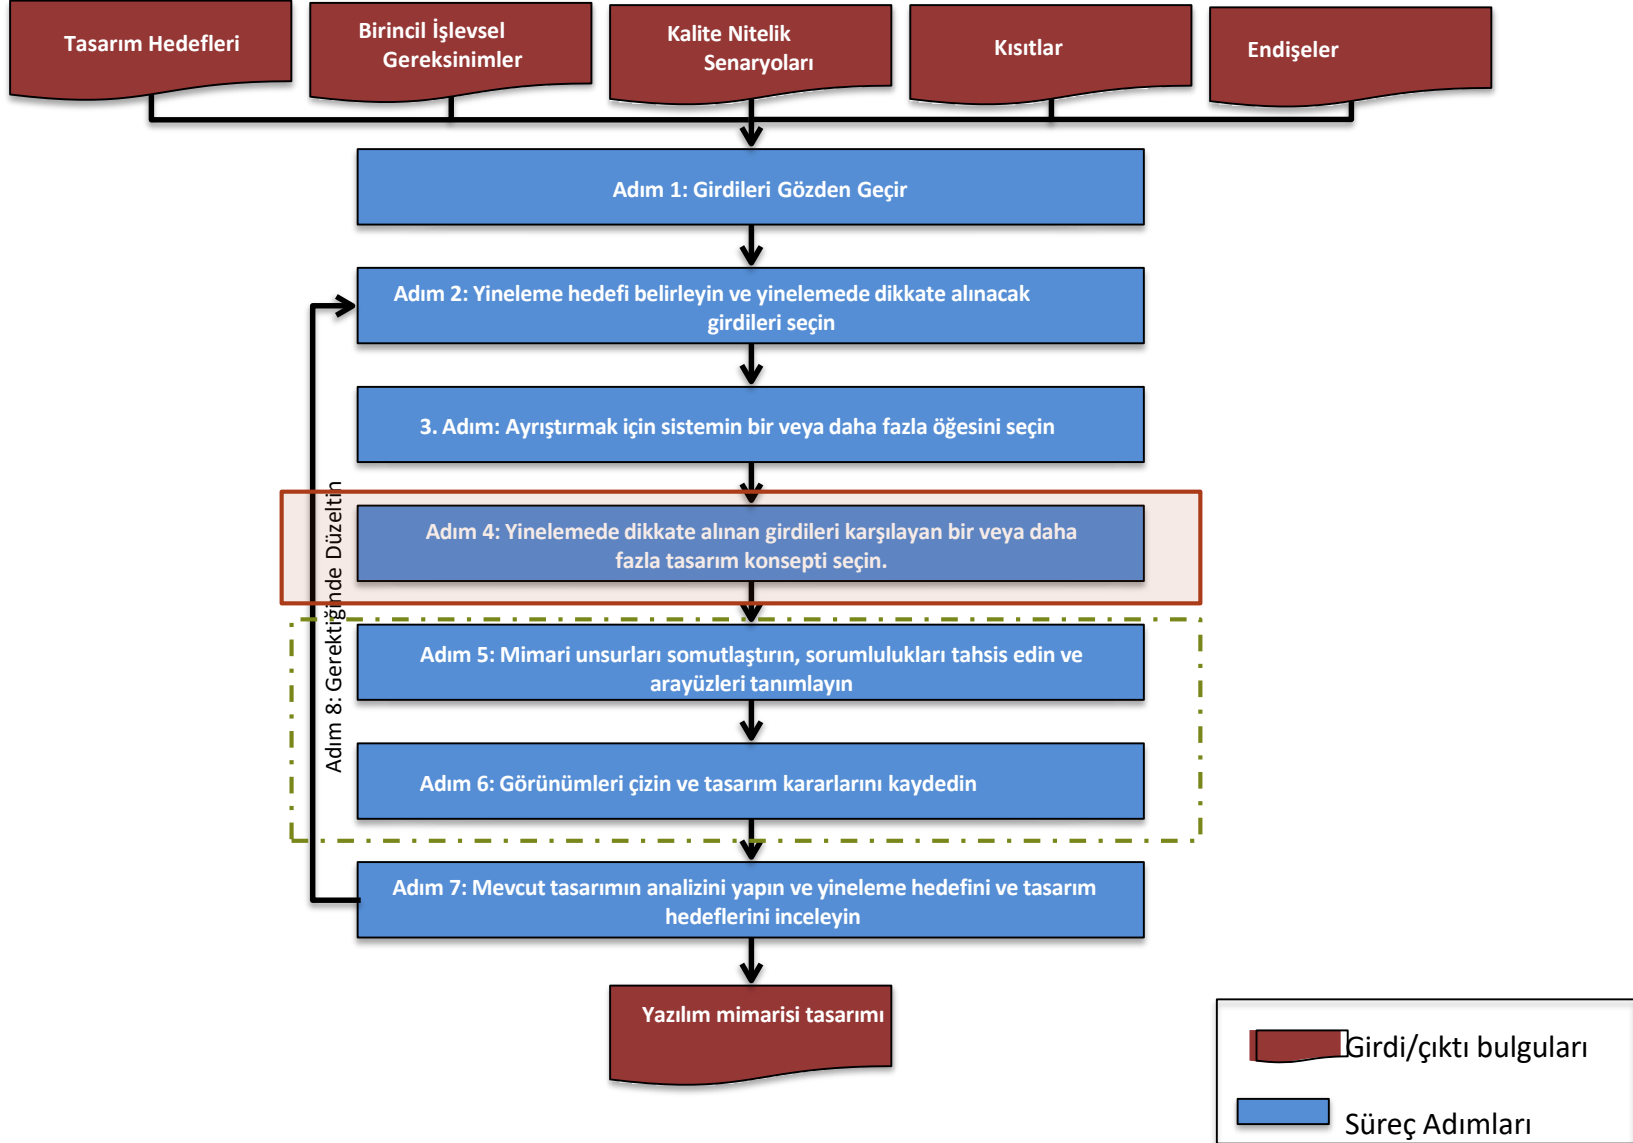 Tasarım Hedefleri
Birincil İşlevsel
Gereksinimler
Kalite Nitelik
Senaryoları
Kısıtlar
Endişeler
Adım 1: Girdileri Gözden Geçir
Adım 2: Yineleme hedefi belirleyin ve yinelemede dikkate alınacak
girdileri seçin
3. Adım: Ayrıştırmak için sistemin bir veya daha fazla öğesini seçin
Adım 4: Yinelemede dikkate alınan girdileri karşılayan bir veya daha
fazla tasarım konsepti seçin.
Adım 5: Mimari unsurları somutlaştırın, sorumlulukları tahsis edin ve
arayüzleri tanımlayın
Adım 6: Görünümleri çizin ve tasarım kararlarını kaydedin
Adım 7: Mevcut tasarımın analizini yapın ve yineleme hedefini ve tasarım
hedeflerini inceleyin
Adım 8: Gerektiğinde Düzeltin
Yazılım mimarisi tasarımı
Girdi/çıktı bulguları
Süreç Adımları